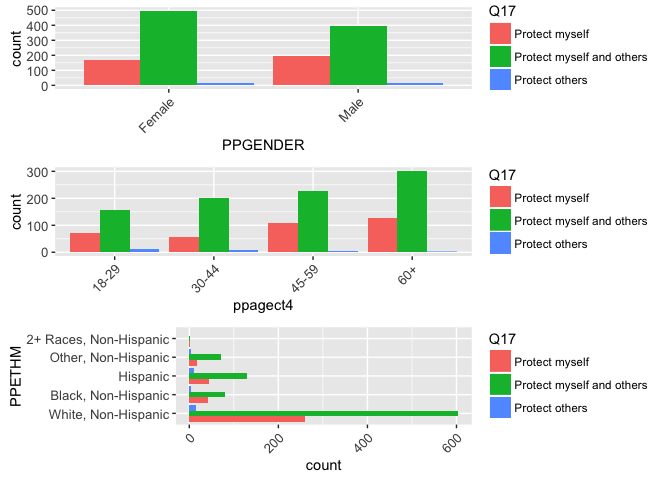 500
400
300
200
100
0
count
Female
Male
PPGENDER
Q17
Protect myself
Protect myself and others
Protect others
300
200
100
0
count
18-29
30-44
45-59
60+
ppagect4
Q17
Protect myself
Protect myself and others
Protect others
PPETHM
2+ Races, Non-Hispanic
Other, Non-Hispanic
Hispanic
Black, Non-Hispanic
White, Non-Hispanic
0
200
400
600
count
Q17
Protect myself
Protect myself and others
Protect others